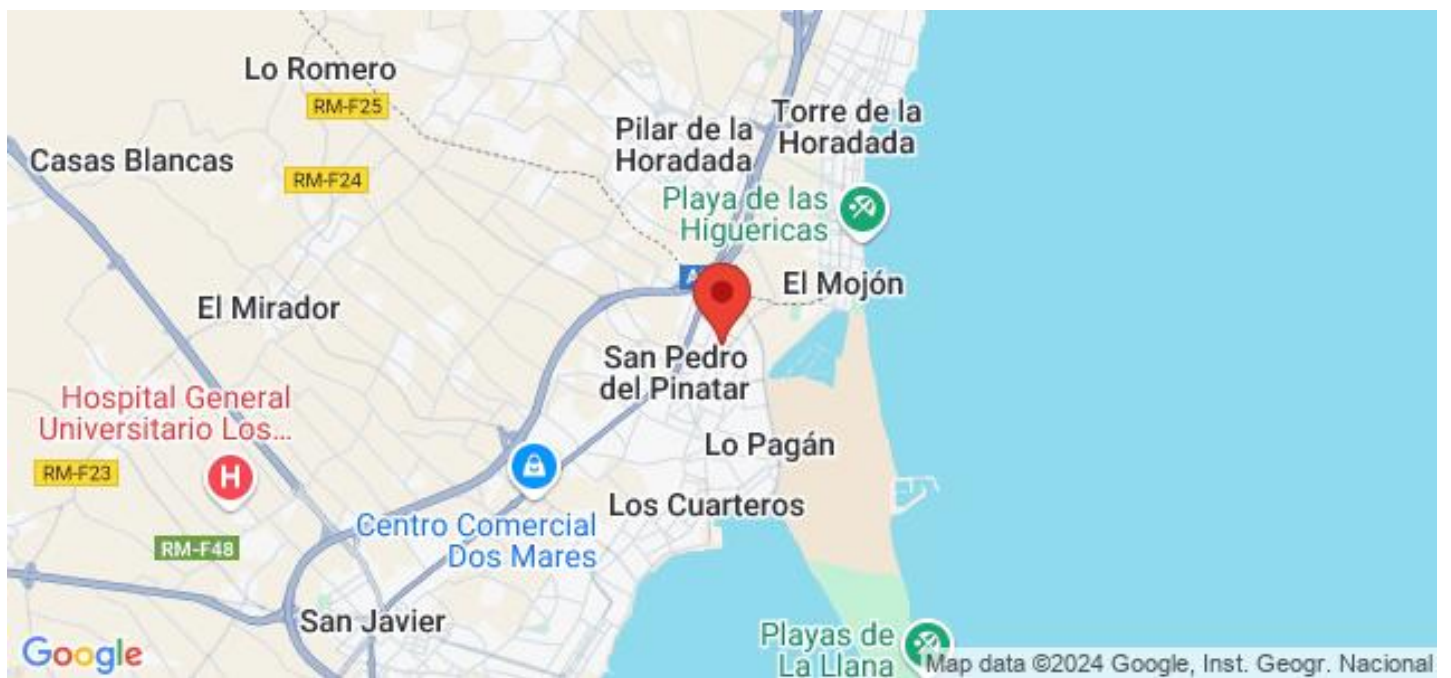 Lo Romero
RM-F25
Torre de la
Horadada
Pilar de la
Horadada
Casas Blancas
RM-F24
Playa de las
Higuericas
El Mojón
El Mirador
San Pedro
del Pinatar
Hospital General
Universitario Los...
H
RM-F23
Lo Pagán
Los Cuarteros
Centro Comercial
Dos Mares
RM-F48
San Javier
Playas de
La Llana
Google
Map data ©2024 Google, Inst. Geogr. Nacional